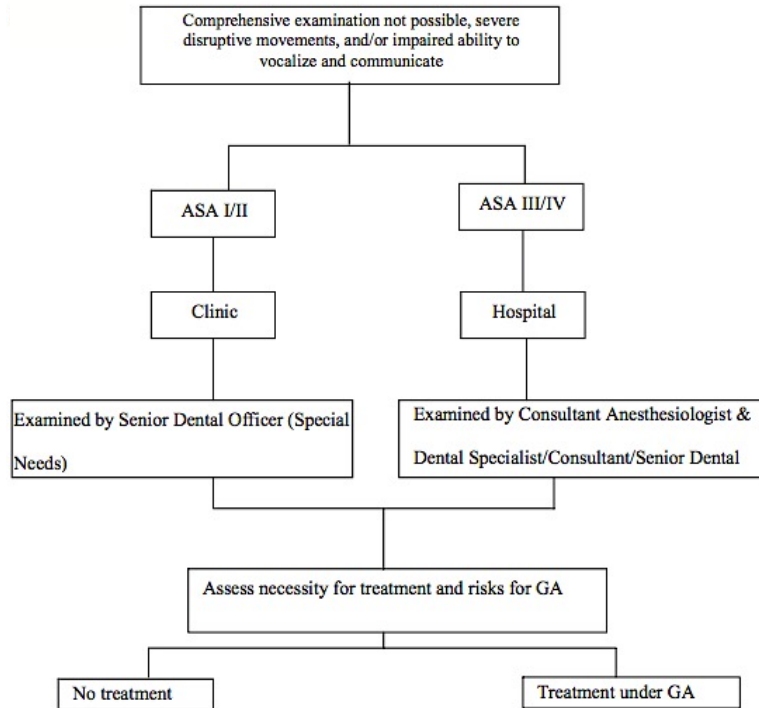 Comprehensive examination not possible, severe
disruptive movements, and/or impaired ability to
vocalize and communicate
ASA I/II
ASA III/IV
Clinic
Hospital
Examined by Senior Dental Officer (Special
Needs)
Examined by Consultant Anesthesiologist &
Dental Specialist/Consultant/Senior Dental
Assess necessity for treatment and risks for GA
No treatment
Treatment under GA